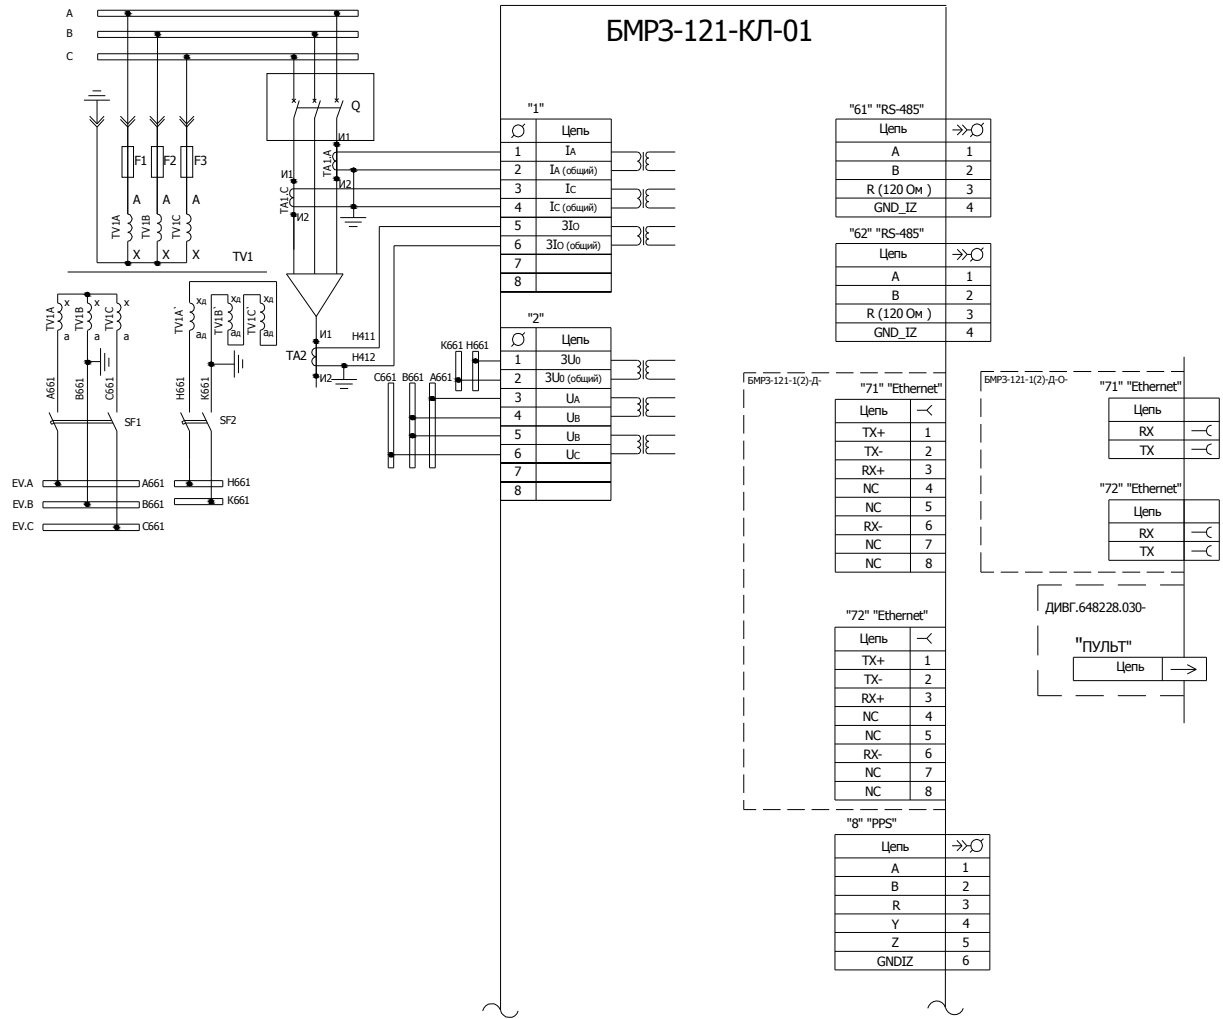 БМРЗ-121-КЛ-01
A
B
C
Q
F1
F2
F3
A
A
A
TV1A
TV1B
TV1C
X
X
X
TV1
И1
TA1.A
И2
И1
TA1.C
И2
"1"
Цепь
1 IA
2 IA (общий)
3 IC
4 IC (общий)
5 3IO
6 3IO (общий)
7
8
TV1A
TV1B
TV1C
x
x
x
a
a
a
TV1A'
TV1B'
TV1C'
xд
xд
xд
aд
aд
aд
A661
B661
C661
H661
K661
SF1
SF2
EV.A
A661
EV.B
B661
EV.C
C661
H661
K661
И1
TA2
И2
H411
H412
"2"
Цепь
1 3U0
2 3U0 (общий)
3 UA
4 UB
5 UB
6 UC
7
8
K661 H661
C661 B661 A661
"61" "RS-485"
Цепь
A 1
B 2
R (120 Ом ) 3
GND_IZ 4
"62" "RS-485"
Цепь
A 1
B 2
R (120 Ом ) 3
GND_IZ 4
БМРЗ-121-1(2)-Д-
"71" "Ethernet"
Цепь
TX+ 1
TX- 2
RX+ 3
NC 4
NC 5
RX- 6
NC 7
NC 8
"72" "Ethernet"
Цепь
TX+ 1
TX- 2
RX+ 3
NC 4
NC 5
RX- 6
NC 7
NC 8
"8" "PPS"
Цепь
A 1
B 2
R 3
Y 4
Z 5
GNDIZ 6
БМРЗ-121-1(2)-Д-О-
"71" "Ethernet"
Цепь
RX
TX
"72" "Ethernet"
Цепь
RX
TX
ДИВГ.648228.030-
"ПУЛЬТ"
Цепь